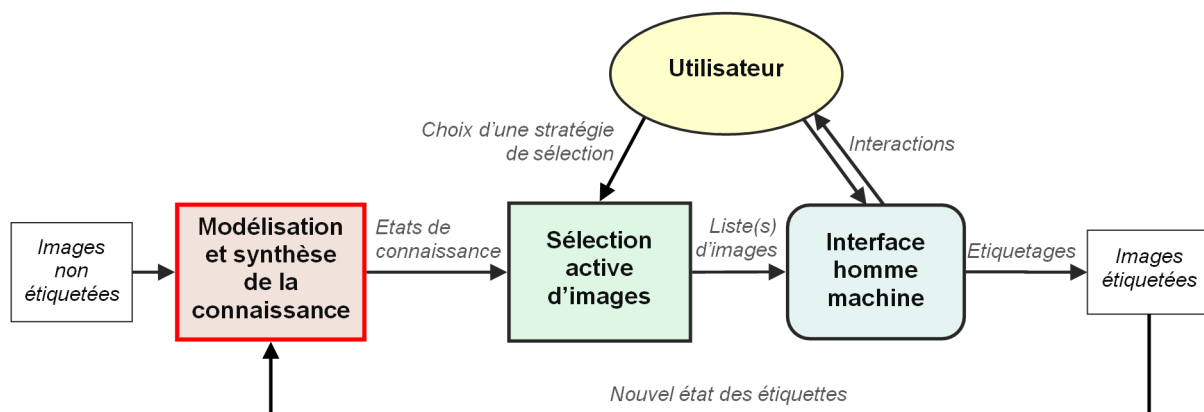 Utilisateur
Choix d’une stratégie
de sélection
Interactions
Images
non
étiquetées
Modélisation
et synthèse
de la
connaissance
Etats de
connaissance
Sélection
active
d’images
Liste(s)
d’images
Interface
homme
machine
Etiquetages
Images
étiquetées
Nouvel état des étiquettes